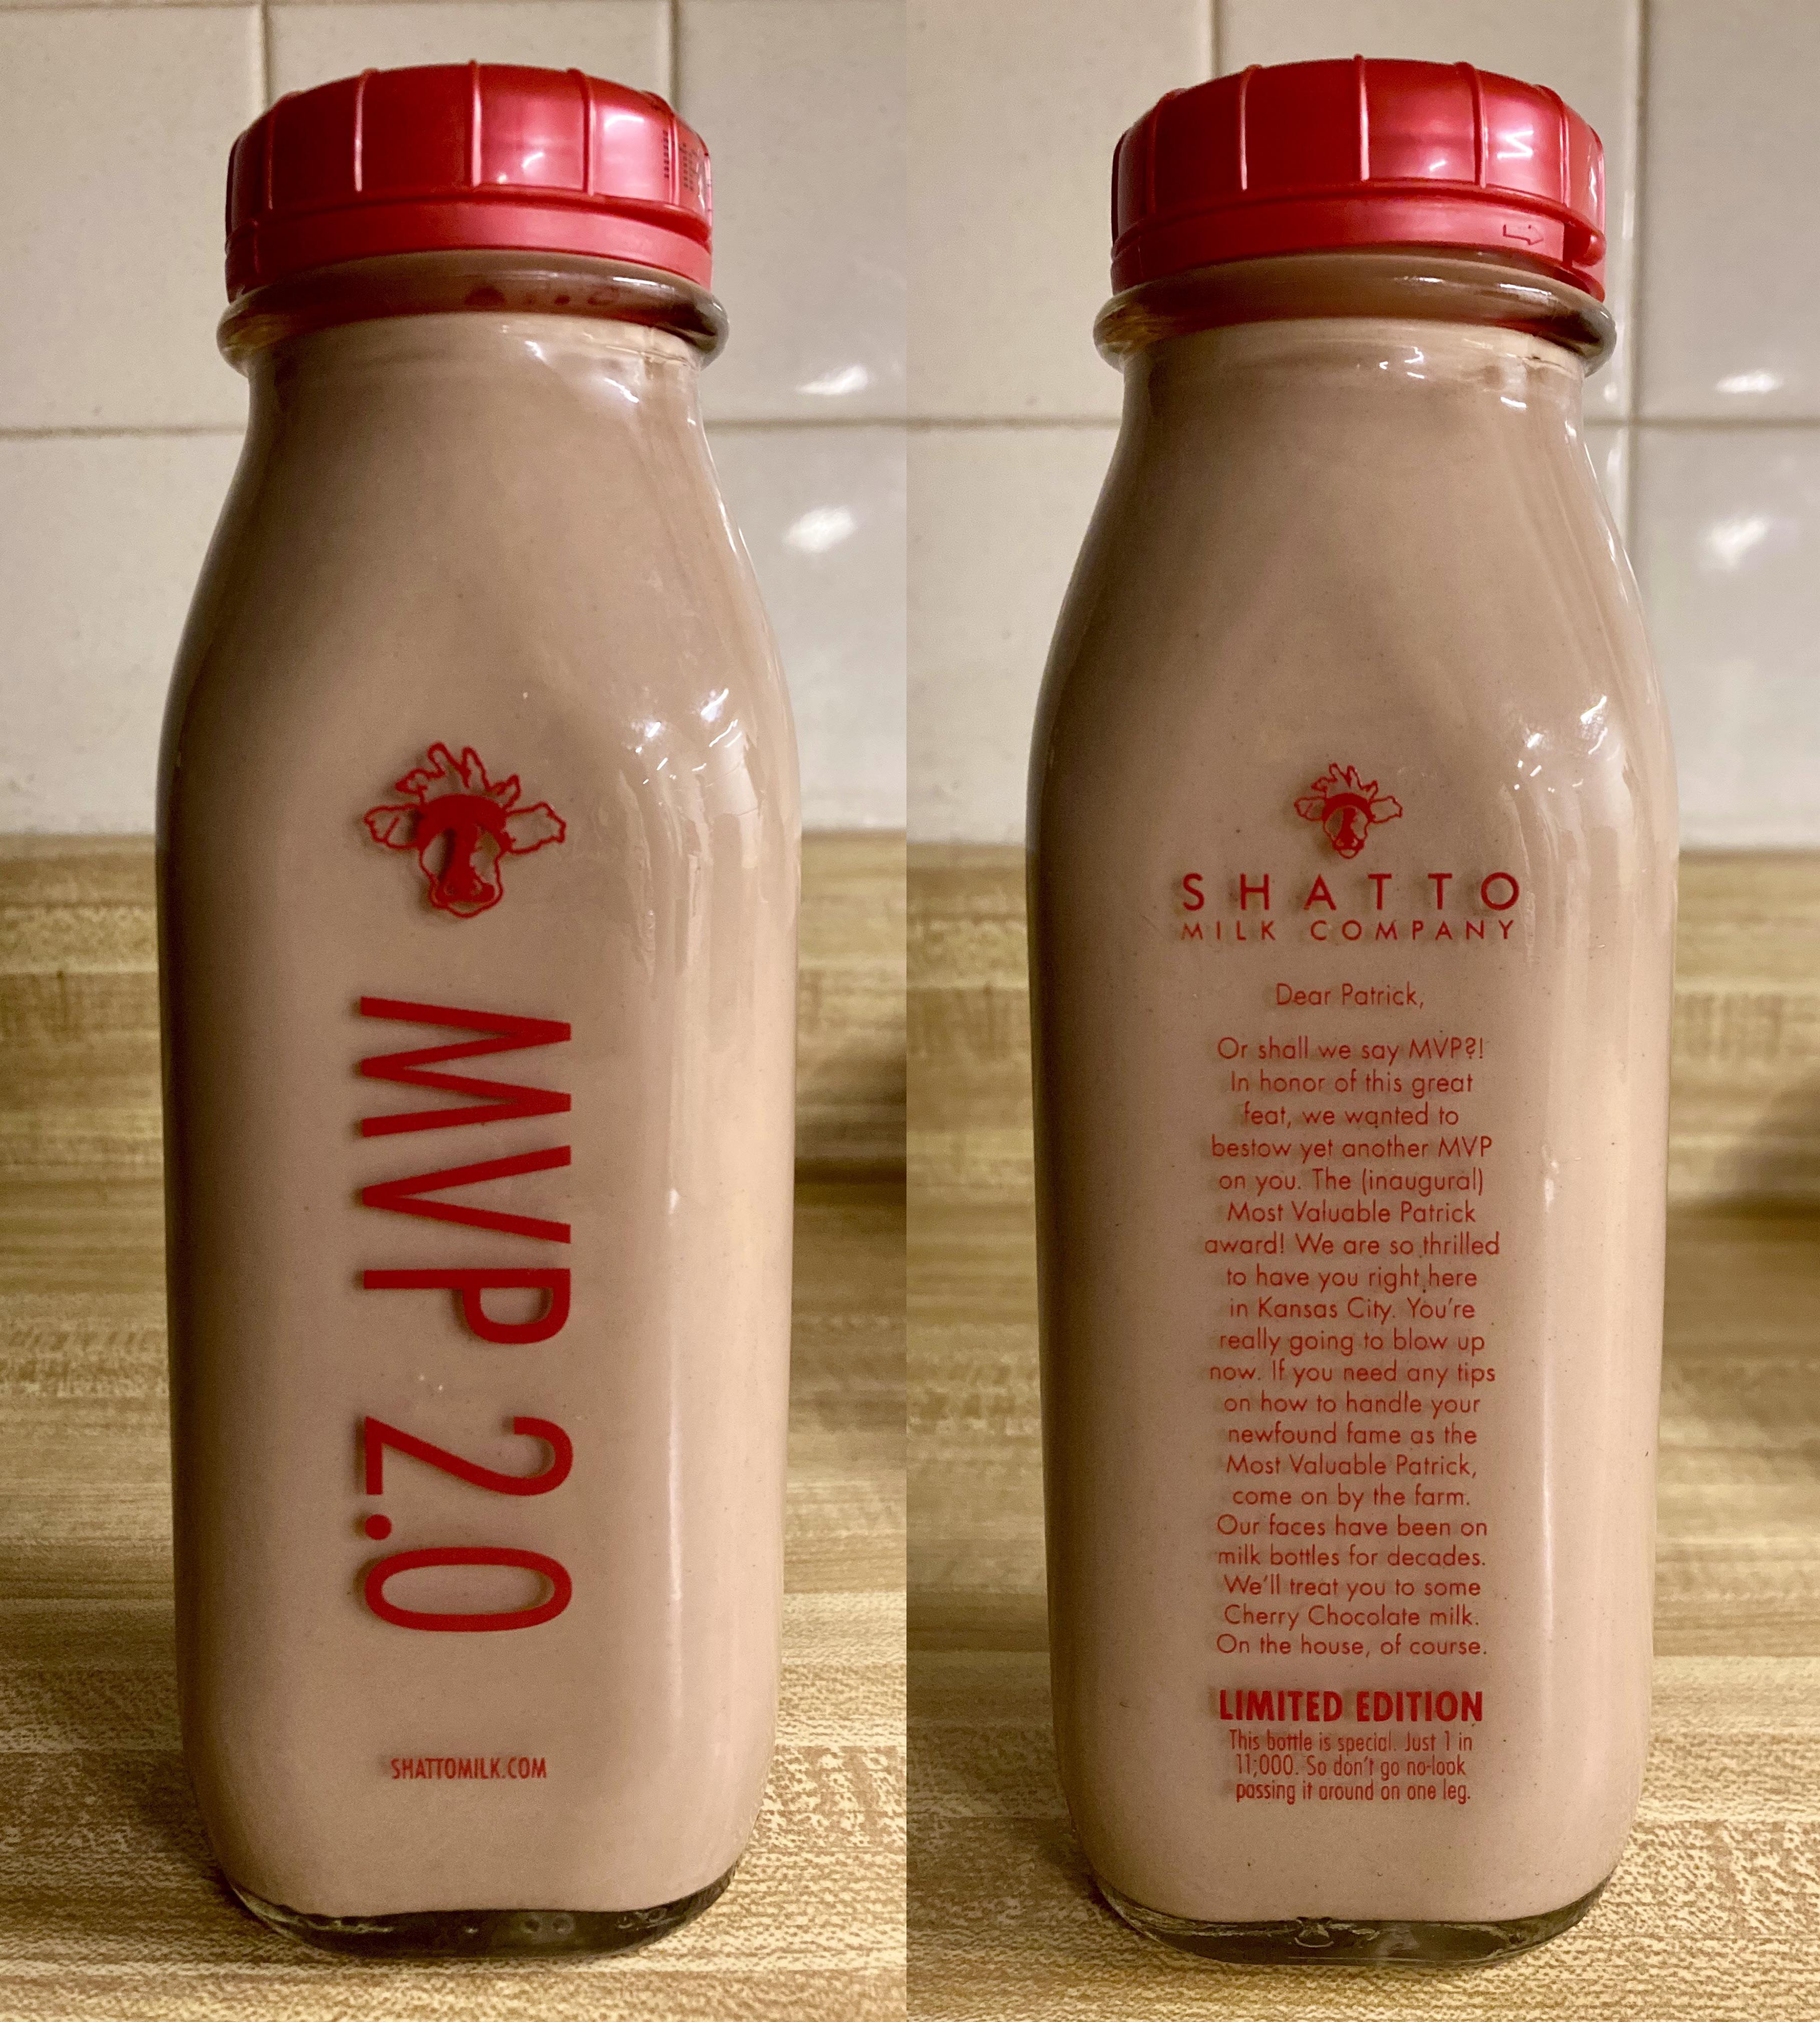 MVP 2.0
SHATTOMILK.COM
SHATTO
MILK COMPANY
Dear Patrick,
Or shall we say MVP?!
In honor of this great
feat, we wanted to
bestow yet another MVP
on you. The (inaugural)
Most Valuable Patrick
award! We are so thrilled
to have you right here
in Kansas City. You're
really going to blow up
now. If you need any tips
on how to handle your
newfound fame as the
Most Valuable Patrick,
come on by the farm.
Our faces have been on
milk bottles for decades.
We'll treat you to some
Cherry Chocolate milk.
On the house, of course.
LIMITED EDITION
This bottle is special. Just 1 in
11,000. So don't go no-look
passing it around on one leg.